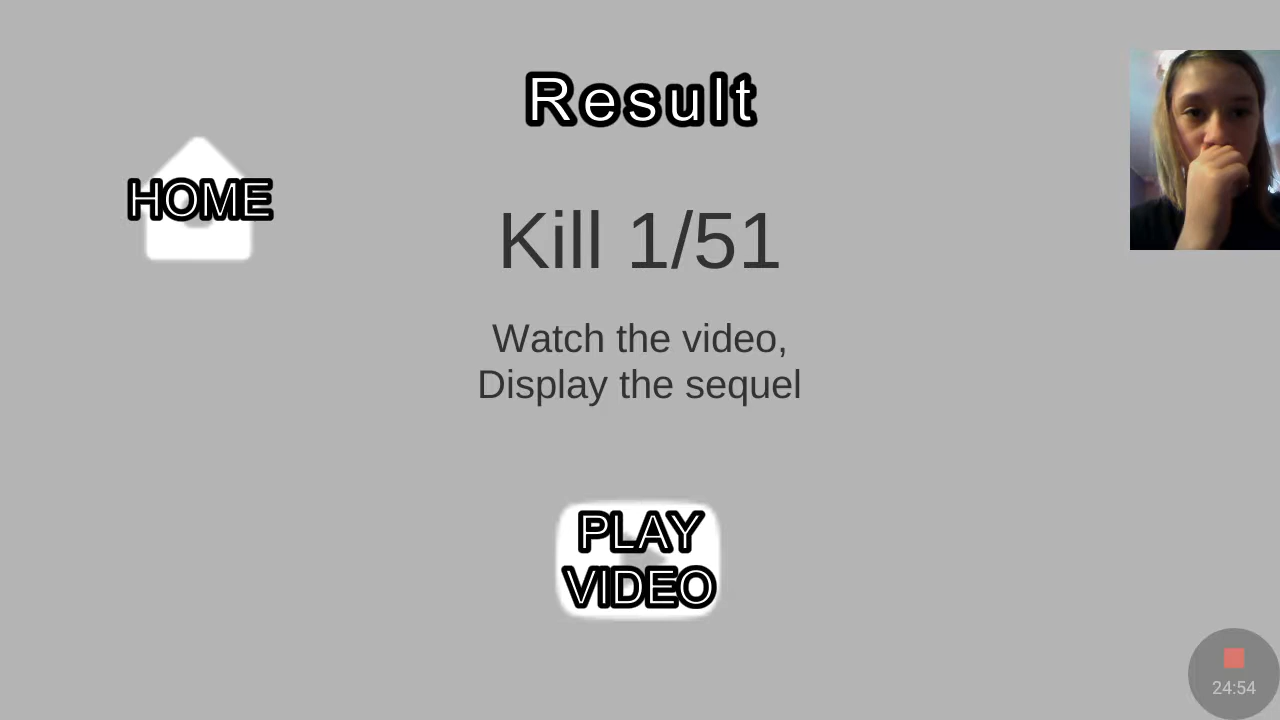 Result
HOME
Kill 1/51
Watch the video,
Display the sequel
PLAY
VIDEO
24:54